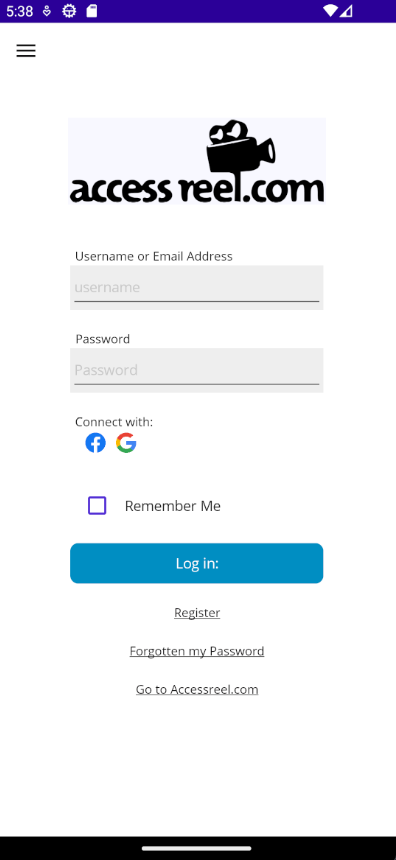 5:38
access reel.com
Username or Email Address
username
Password
Password
Connect with:
Remember Me
Log in:
Register
Forgotten my Password
Go to Accessreel.com